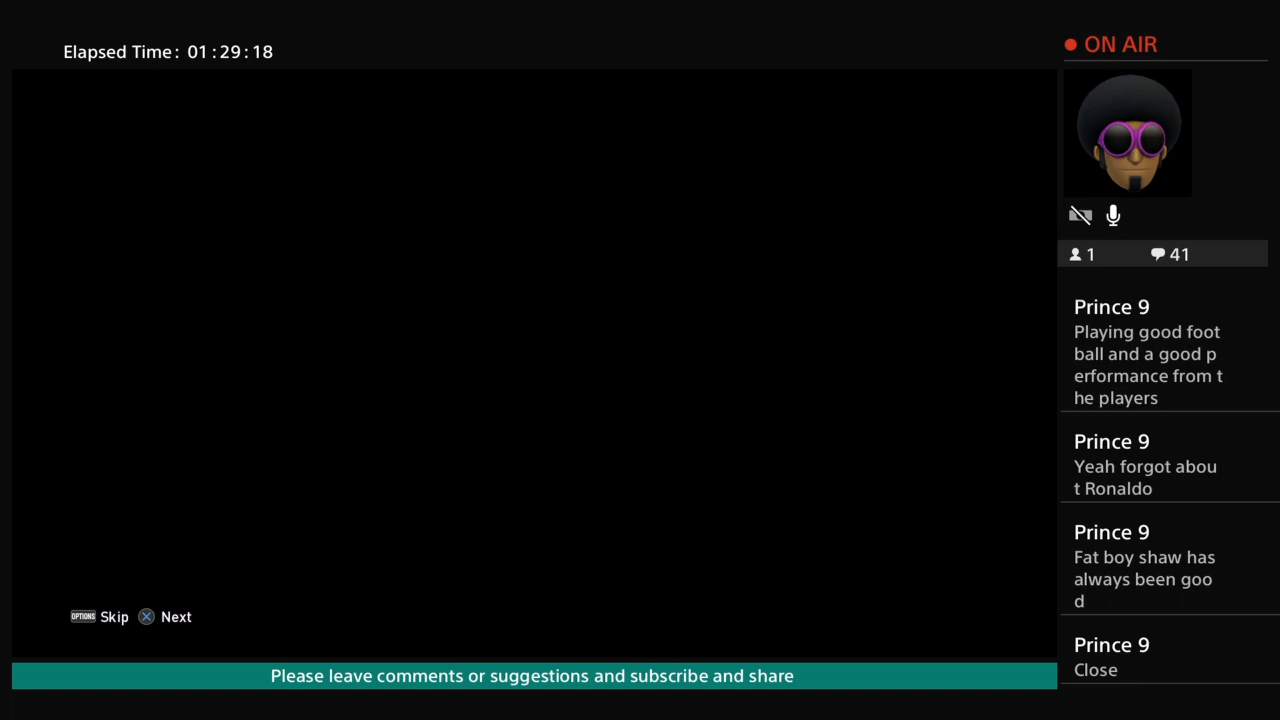 Elapsed Time: 01:29:18
ON AIR
1 41
Prince 9
Playing good foot
ball and a good p
erformance from t
he players
Prince 9
Yeah forgot abou
t Ronaldo
Prince 9
Fat boy shaw has
always been goo
d
Prince 9
Close
OPTIONS Skip Next
Please leave comments or suggestions and subscribe and share